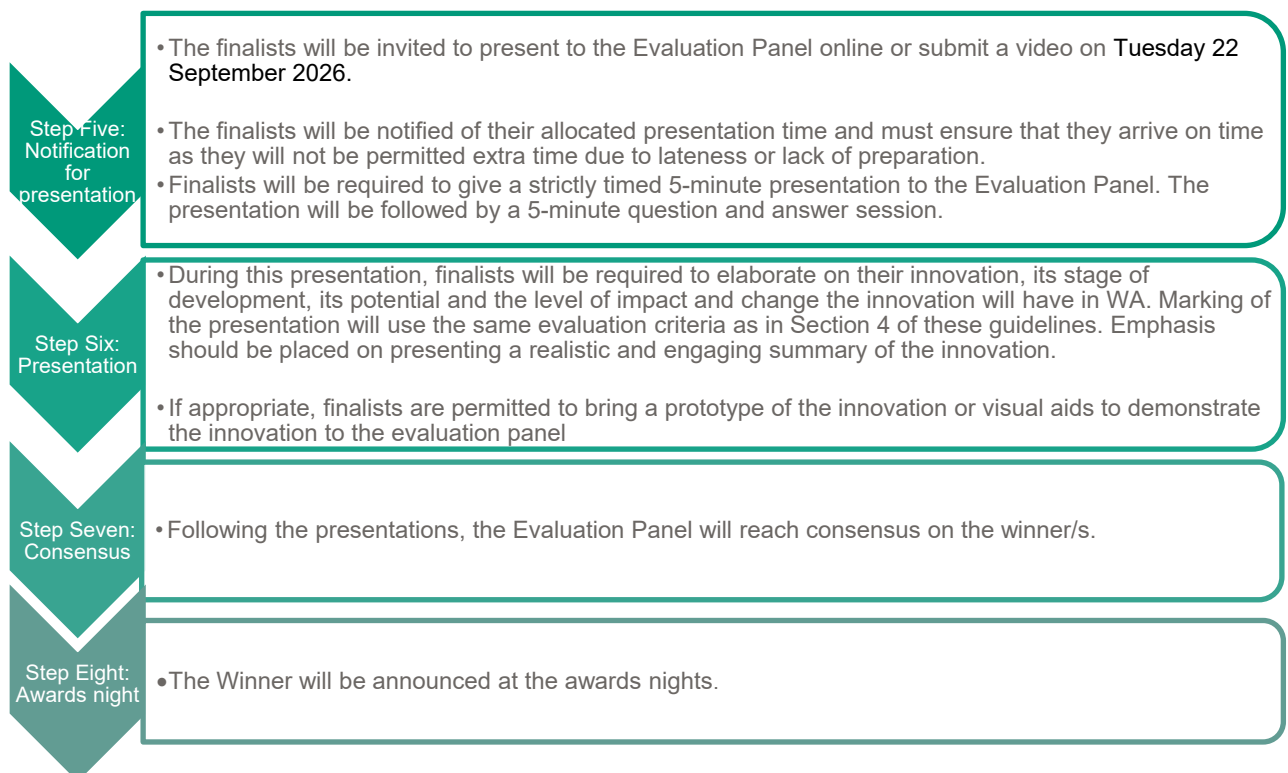 Step Five:
Notification
for
presentation
• The finalists will be invited to present to the Evaluation Panel online or submit a video on Tuesday 22
September 2026.
• The finalists will be notified of their allocated presentation time and must ensure that they arrive on time
as they will not be permitted extra time due to lateness or lack of preparation.
• Finalists will be required to give a strictly timed 5-minute presentation to the Evaluation Panel. The
presentation will be followed by a 5-minute question and answer session.
Step Six:
Presentation
• During this presentation, finalists will be required to elaborate on their innovation, its stage of
development, its potential and the level of impact and change the innovation will have in WA. Marking of
the presentation will use the same evaluation criteria as in Section 4 of these guidelines. Emphasis
should be placed on presenting a realistic and engaging summary of the innovation.
• If appropriate, finalists are permitted to bring a prototype of the innovation or visual aids to demonstrate
the innovation to the evaluation panel
Step Seven:
Consensus
• Following the presentations, the Evaluation Panel will reach consensus on the winner/s.
Step Eight:
Awards night
• The Winner will be announced at the awards nights.